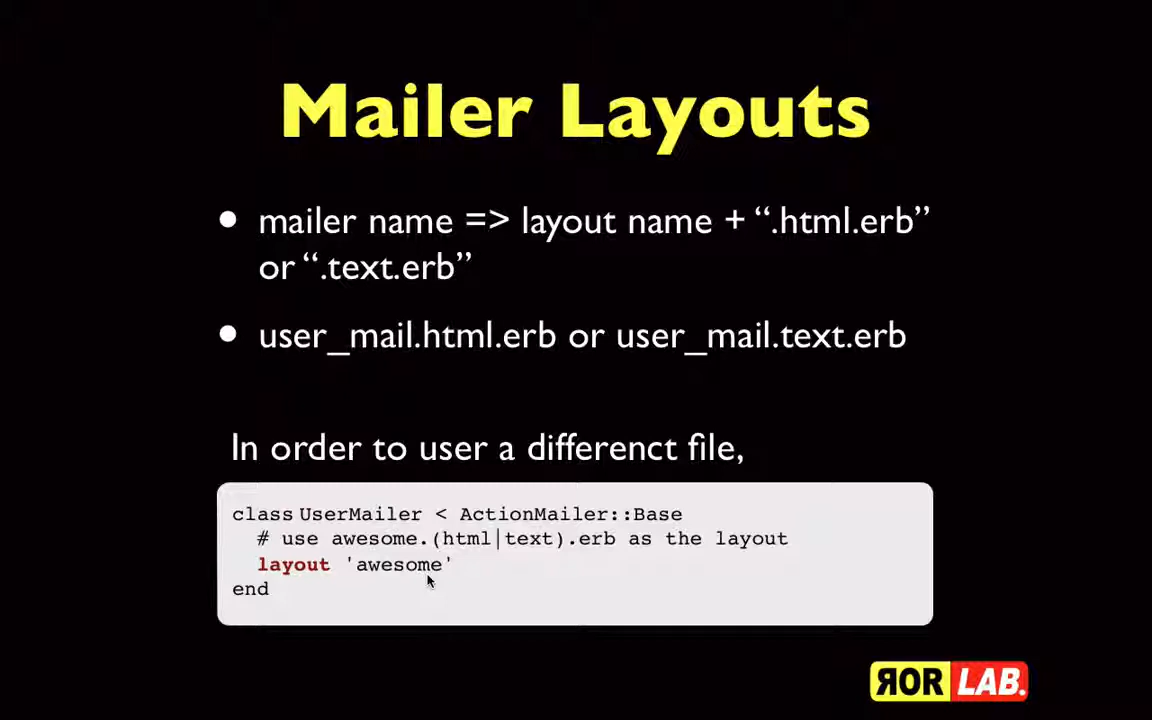 Mailer Layouts
• mailer name => layout name + “.html.erb”
or “.text.erb”
• user_mail.html.erb or user_mail.text.erb
In order to user a differenct file,
class UserMailer < ActionMailer::Base
  # use awesome.(html|text).erb as the layout
  layout 'awesome'
end
ЯOR LAB.